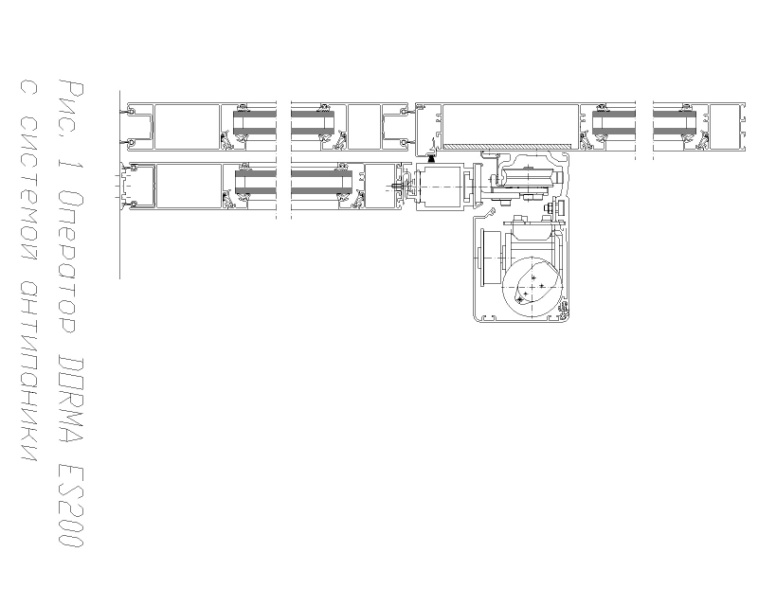 Рис. 1 Оператор DORMA ES200
с системой антипаники